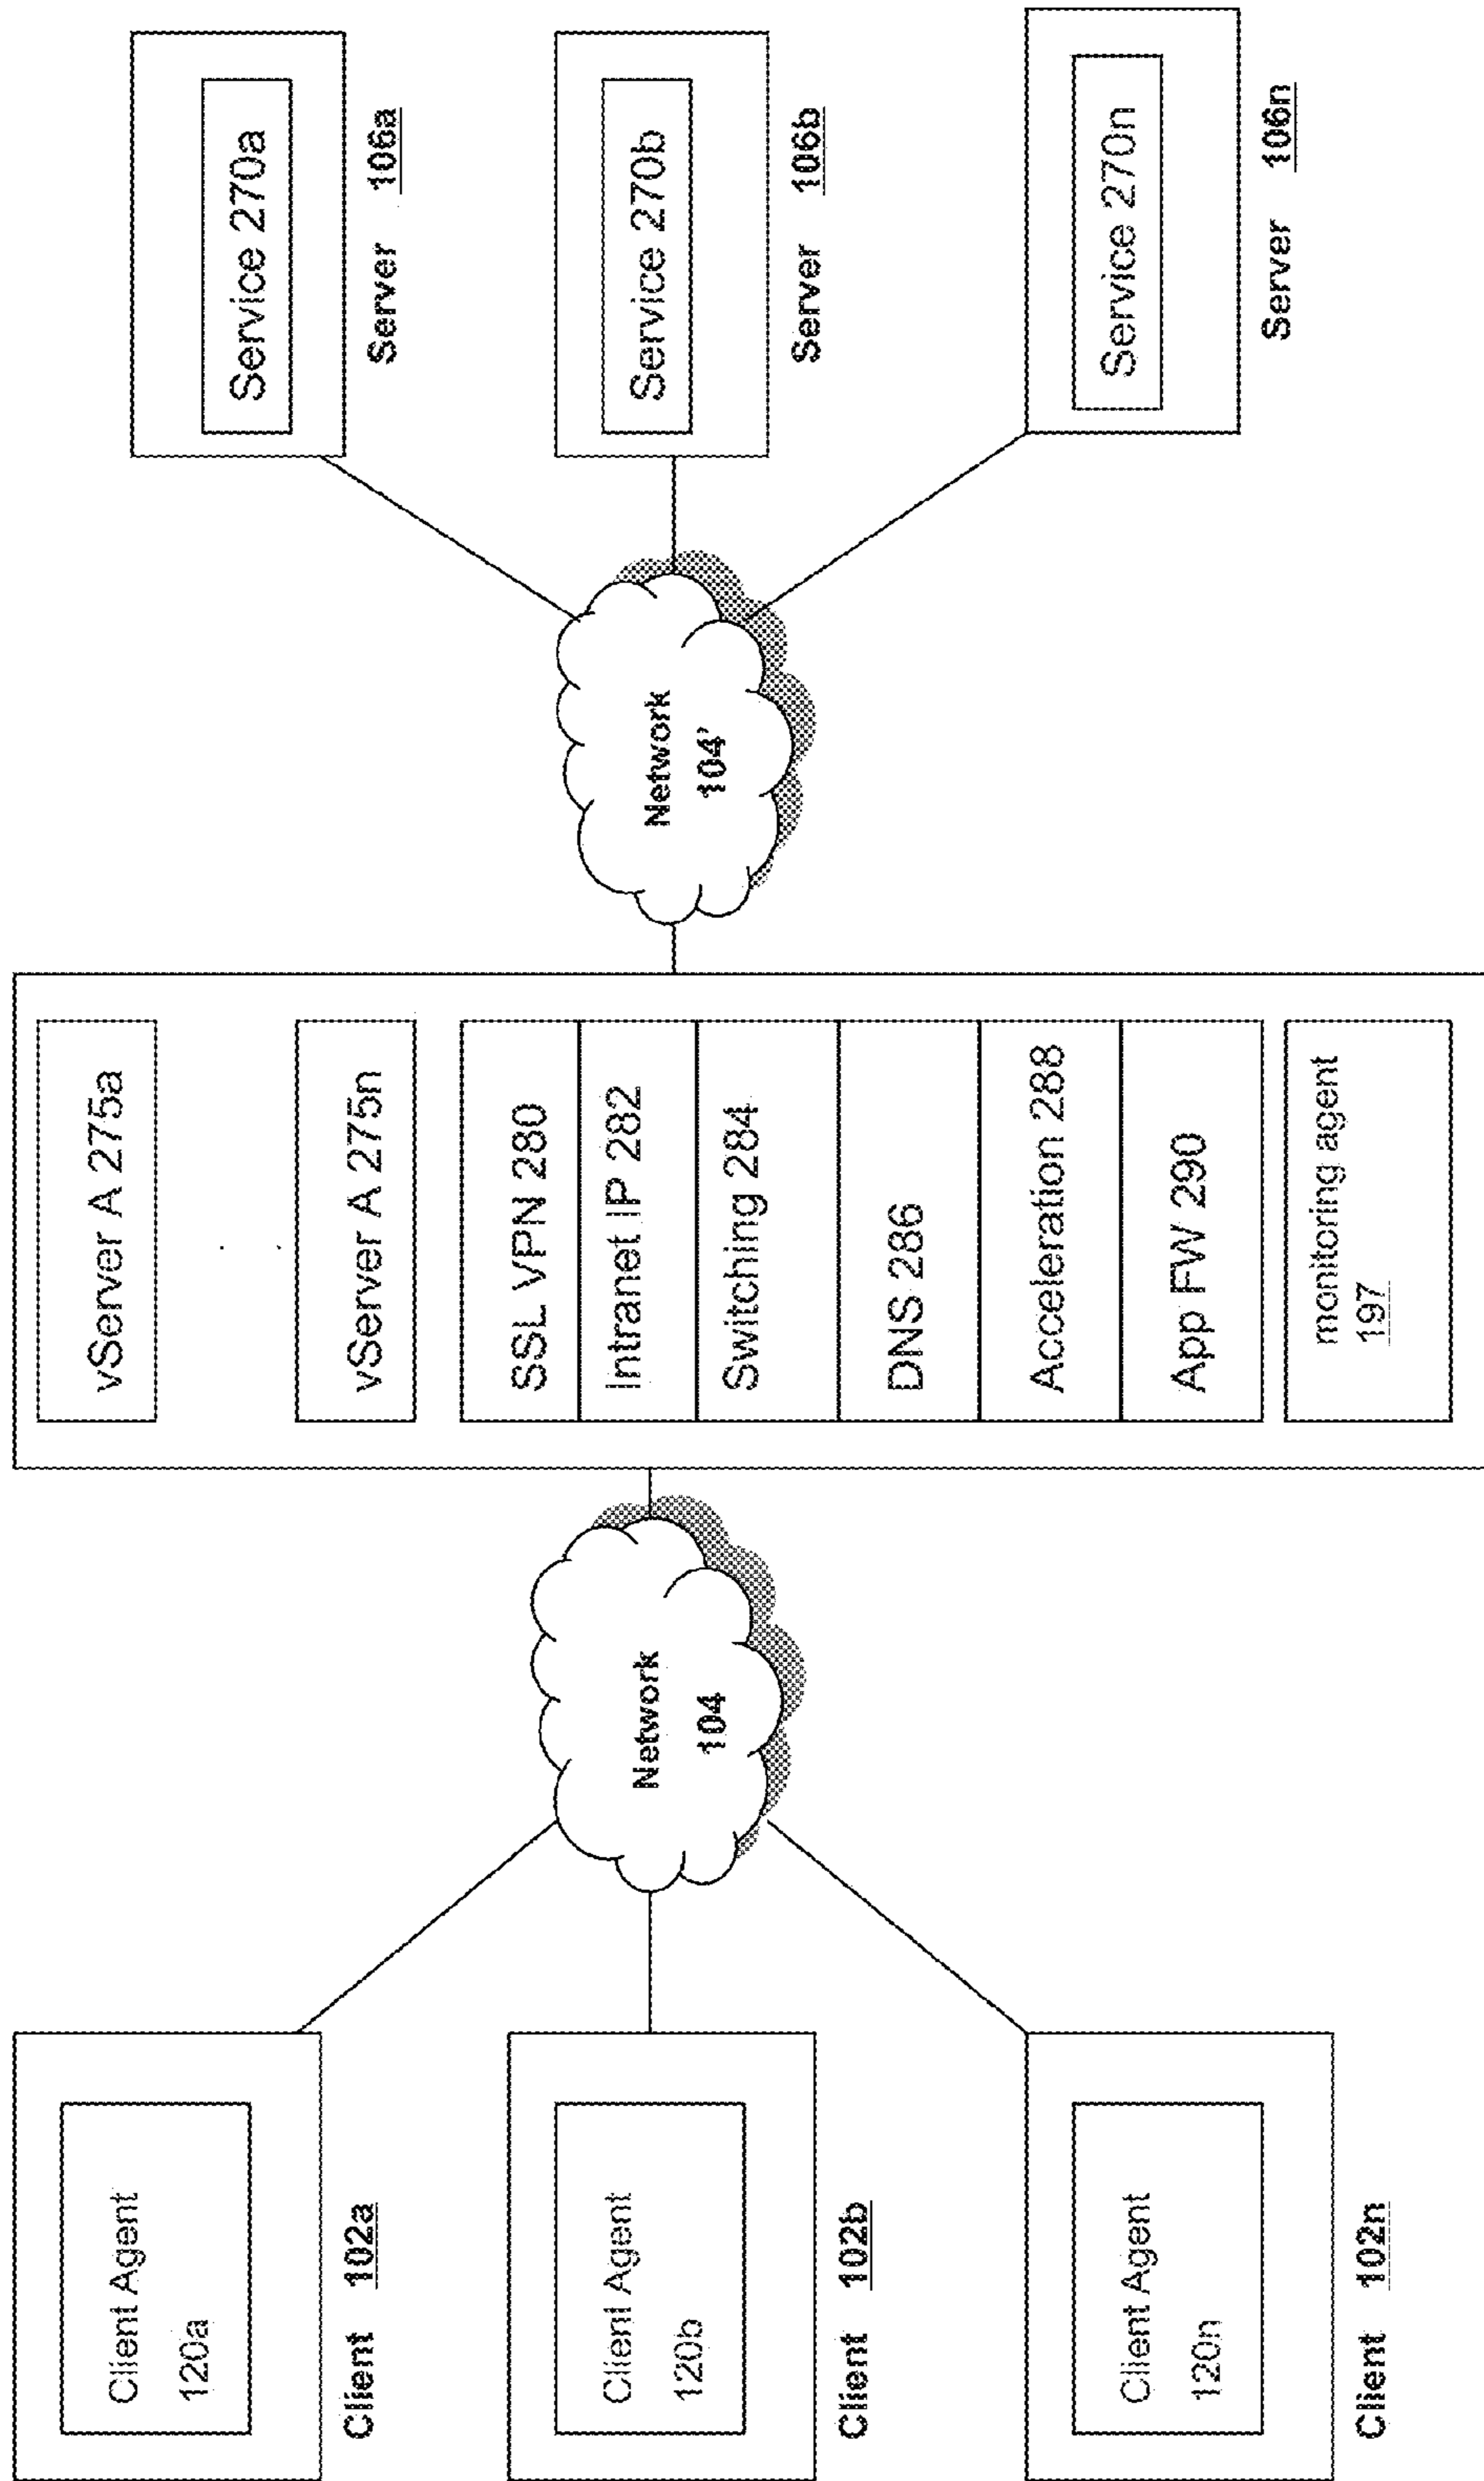 Client Agent
120a
Client 102a
Client Agent
120b
Client 102b
Client Agent
120n
Client 102n
Network
104
vServer A 275a
vServer A 275n
SSL VPN 280
Intranet IP 282
Switching 284
DNS 286
Acceleration 288
App FW 290
monitoring agent
197
Network
104'
Service 270a
Server 106a
Service 270b
Server 106b
Service 270n
Server 106n